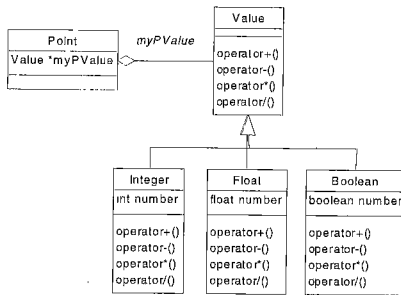 Value
operator+()
operator-()
operator*()
operator/()
Point
Value *myPValue
myPValue
Integer
int number
operator+()
operator-()
operator*()
operator/()
Float
float number
operator+()
operator-()
operator*()
operator/()
Boolean
boolean number
operator+()
operator-()
operator*()
operator/()